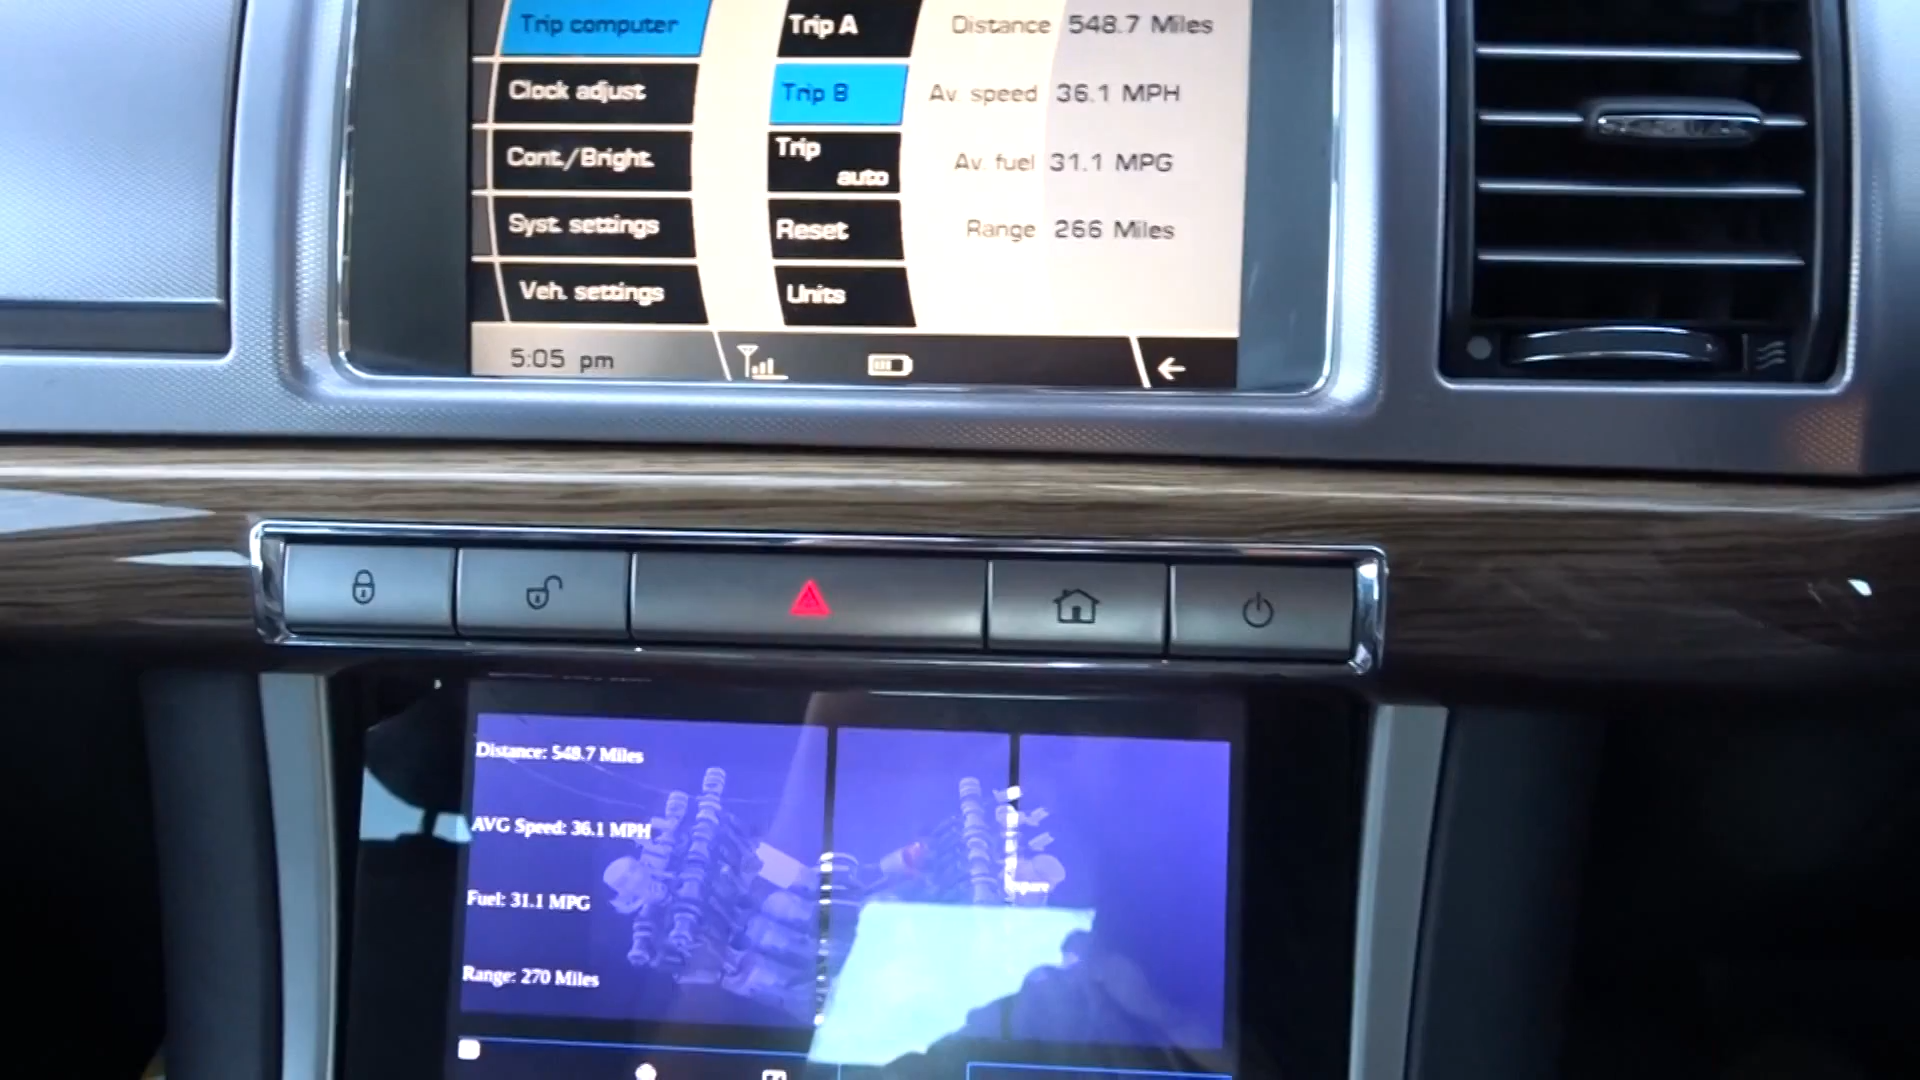 Trip computer
Trip A
Distance 548.7 Miles
Clock adjust
Trip B
Av. speed 36.1 MPH
Cont./Bright.
Trip
auto
Av. fuel 31.1 MPG
Syst. settings
Reset
Range 266 Miles
Veh. settings
Units
5:05 pm
Distance: 548.7 Miles
AVG Speed: 36.1 MPH
Fuel: 31.1 MPG
Range: 270 Miles